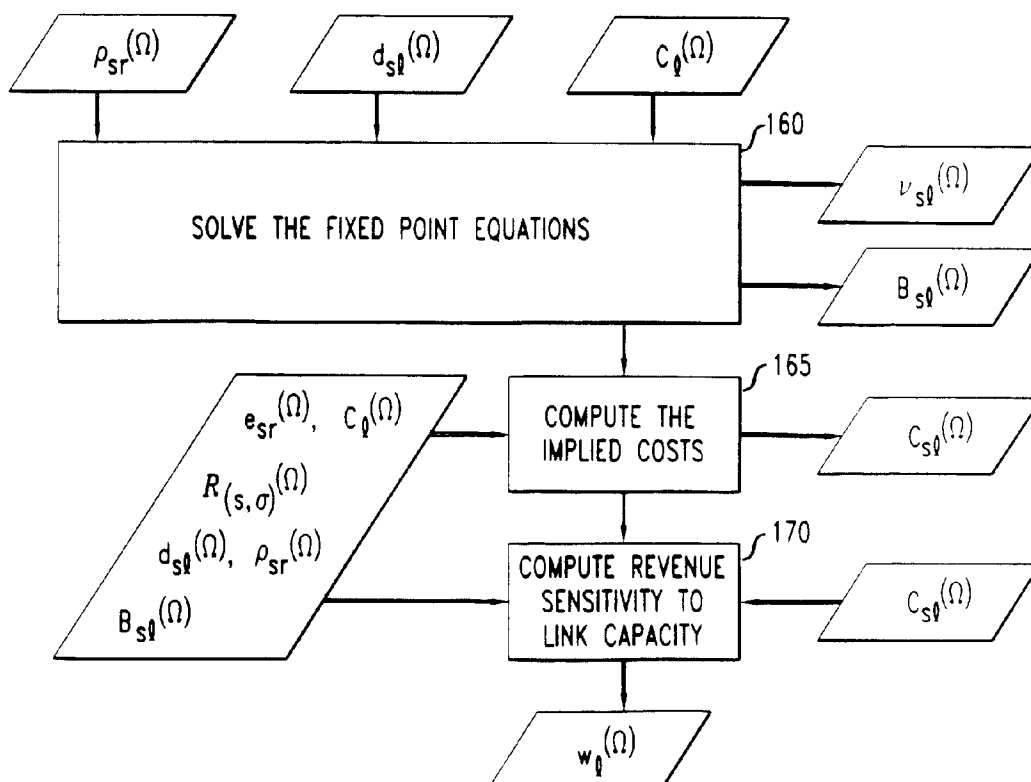 ρsr(Ω)
dsℓ(Ω)
Cℓ(Ω)
160
SOLVE THE FIXED POINT EQUATIONS
νsℓ(Ω)
Bsℓ(Ω)
165
COMPUTE THE
IMPLIED COSTS
esr(Ω), Cℓ(Ω)
R(s,σ)(Ω)
dsℓ(Ω), ρsr(Ω)
Bsℓ(Ω)
Csℓ(Ω)
170
COMPUTE REVENUE
SENSITIVITY TO
LINK CAPACITY
Csℓ(Ω)
wℓ(Ω)